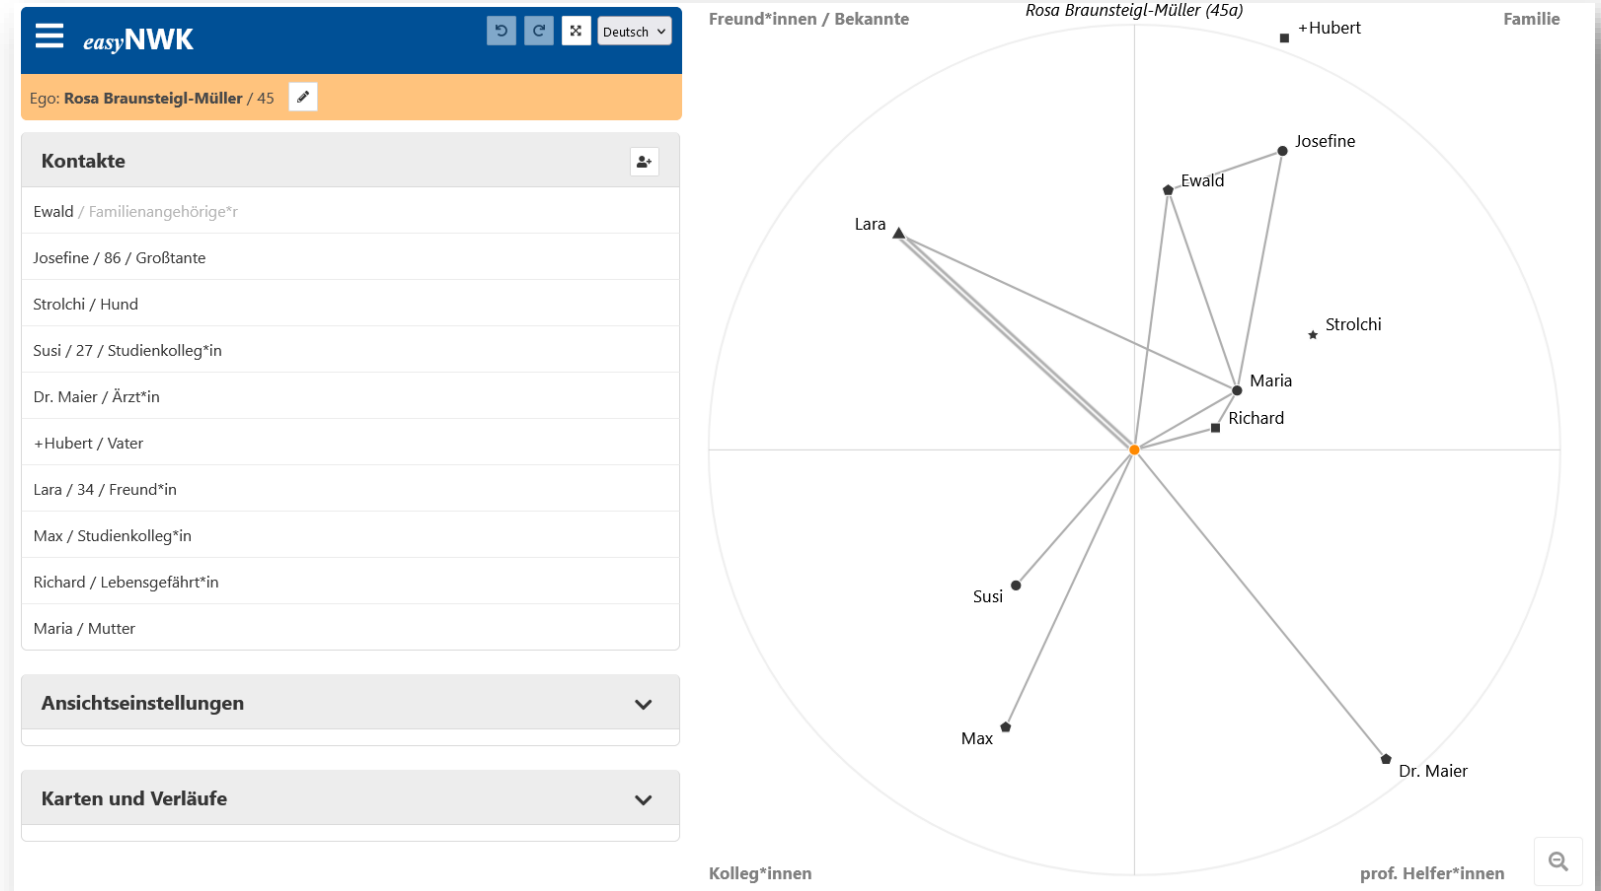 easyNWK
Deutsch
Ego: Rosa Braunsteigl-Müller / 45
Kontakte
Ewald / Familienangehörige*r
Josefine / 86 / Großtante
Strolchi / Hund
Susi / 27 / Studienkolleg*in
Dr. Maier / Ärzt*in
+Hubert / Vater
Lara / 34 / Freund*in
Max / Studienkolleg*in
Richard / Lebensgefährt*in
Maria / Mutter
Ansichtseinstellungen
Karten und Verläufe
Freund*innen / Bekannte
Rosa Braunsteigl-Müller (45a)
Familie
+Hubert
Josefine
Ewald
Lara
Strolchi
Maria
Richard
Susi
Max
Dr. Maier
Kolleg*innen
prof. Helfer*innen